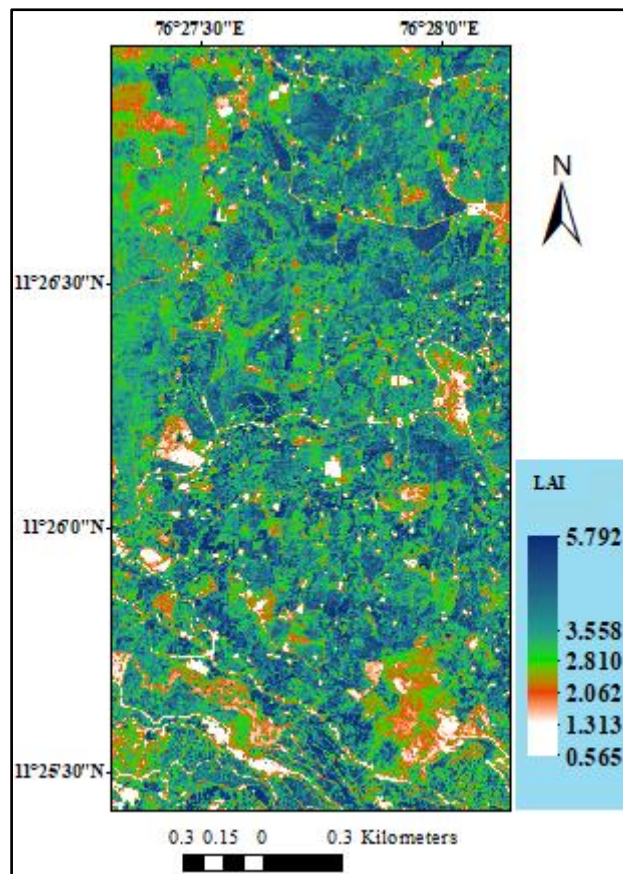 76°27'30"E 76°28'0"E
N
11°26'30"N
LAI
5.792
11°26'0"N
3.558
2.810
2.062
1.313
0.565
11°25'30"N
0.3 0.15 0 0.3 Kilometers